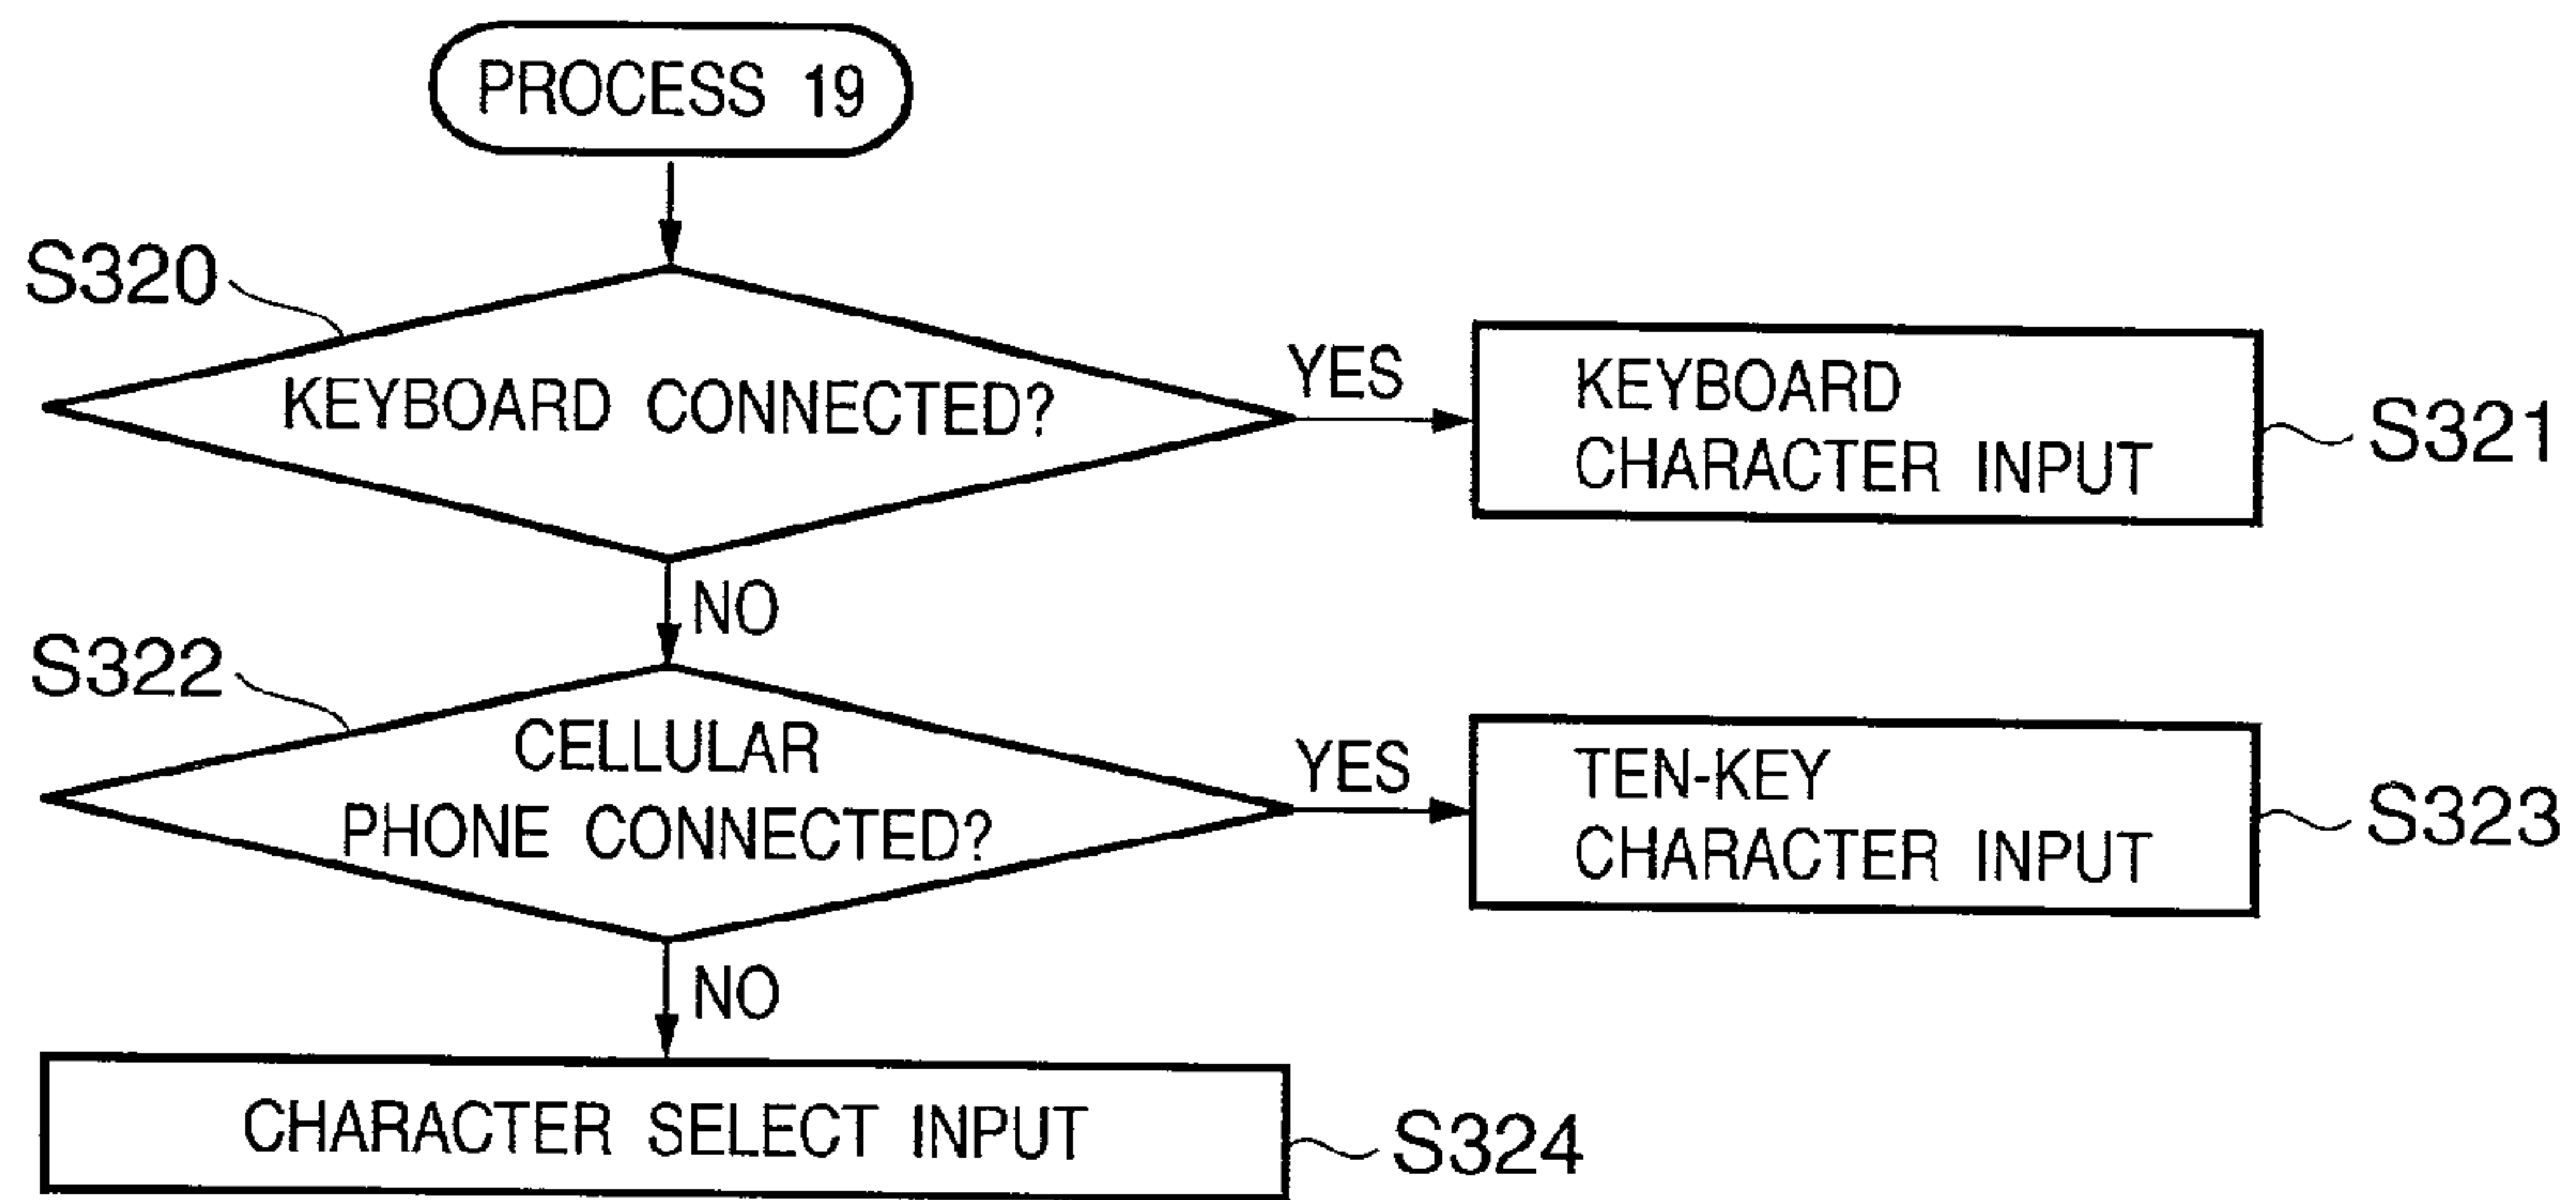 PROCESS 19
S320
KEYBOARD CONNECTED?
YES
KEYBOARD
CHARACTER INPUT
S321
NO
S322
CELLULAR
PHONE CONNECTED?
YES
TEN-KEY
CHARACTER INPUT
S323
NO
CHARACTER SELECT INPUT
S324